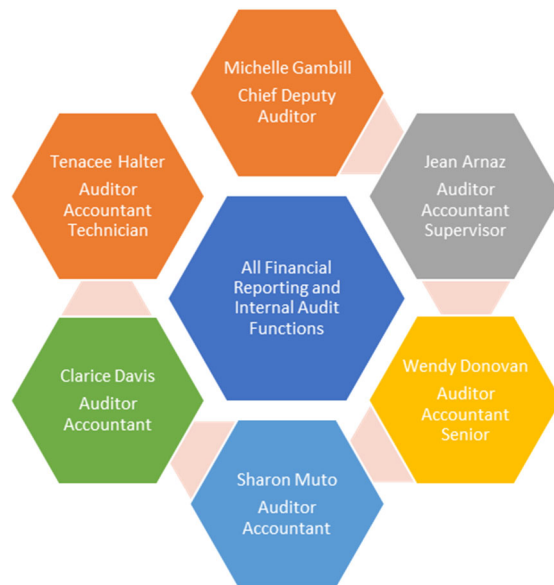 Michelle Gambill
Chief Deputy
Auditor
Tenacee Halter
Auditor
Accountant
Technician
Jean Arnaz
Auditor
Accountant
Supervisor
All Financial
Reporting and
Internal Audit
Functions
Clarice Davis
Auditor
Accountant
Wendy Donovan
Auditor
Accountant
Senior
Sharon Muto
Auditor
Accountant